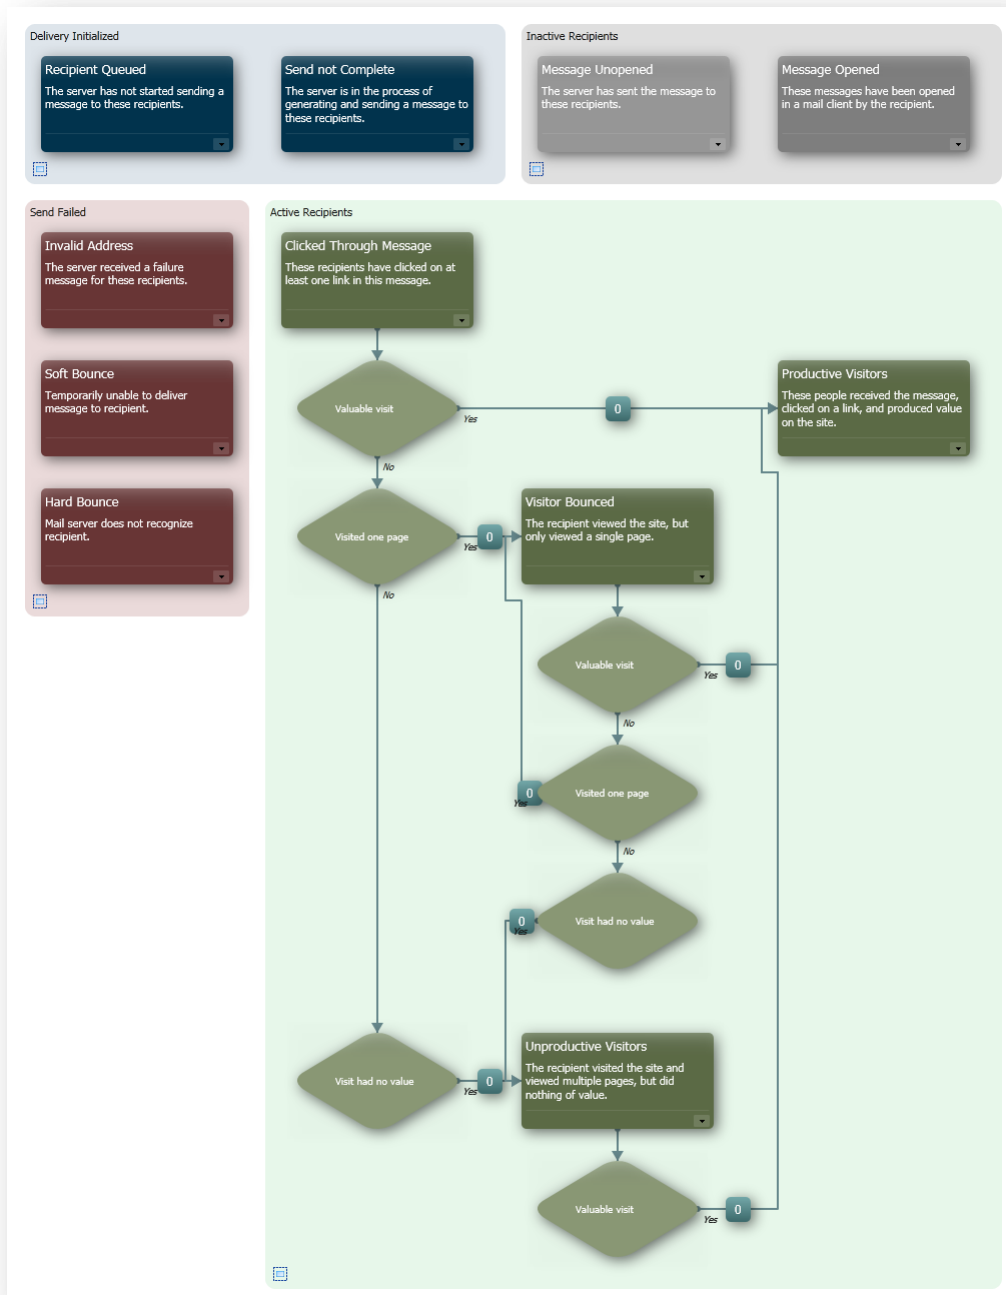 Delivery Initialized
Recipient Queued
The server has not started sending a
message to these recipients.
Send not Complete
The server is in the process of
generating and sending a message to
these recipients.
Inactive Recipients
Message Unopened
The server has sent the message to
these recipients.
Message Opened
These messages have been opened
in a mail client by the recipient.
Send Failed
Invalid Address
The server received a failure
message for these recipients.
Soft Bounce
Temporarily unable to deliver
message to recipient.
Hard Bounce
Mail server does not recognize
recipient.
Active Recipients
Clicked Through Message
These recipients have clicked on at
least one link in this message.
Valuable visit
Yes
0
Productive Visitors
These people received the message,
clicked on a link, and produced value
on the site.
No
Visited one page
Yes
0
Visitor Bounced
The recipient viewed the site, but
only viewed a single page.
No
Valuable visit
Yes
0
No
Visited one page
0
Yes
No
Visit had no value
0
Yes
Visit had no value
Yes
0
Unproductive Visitors
The recipient visited the site and
viewed multiple pages, but did
nothing of value.
Valuable visit
Yes
0